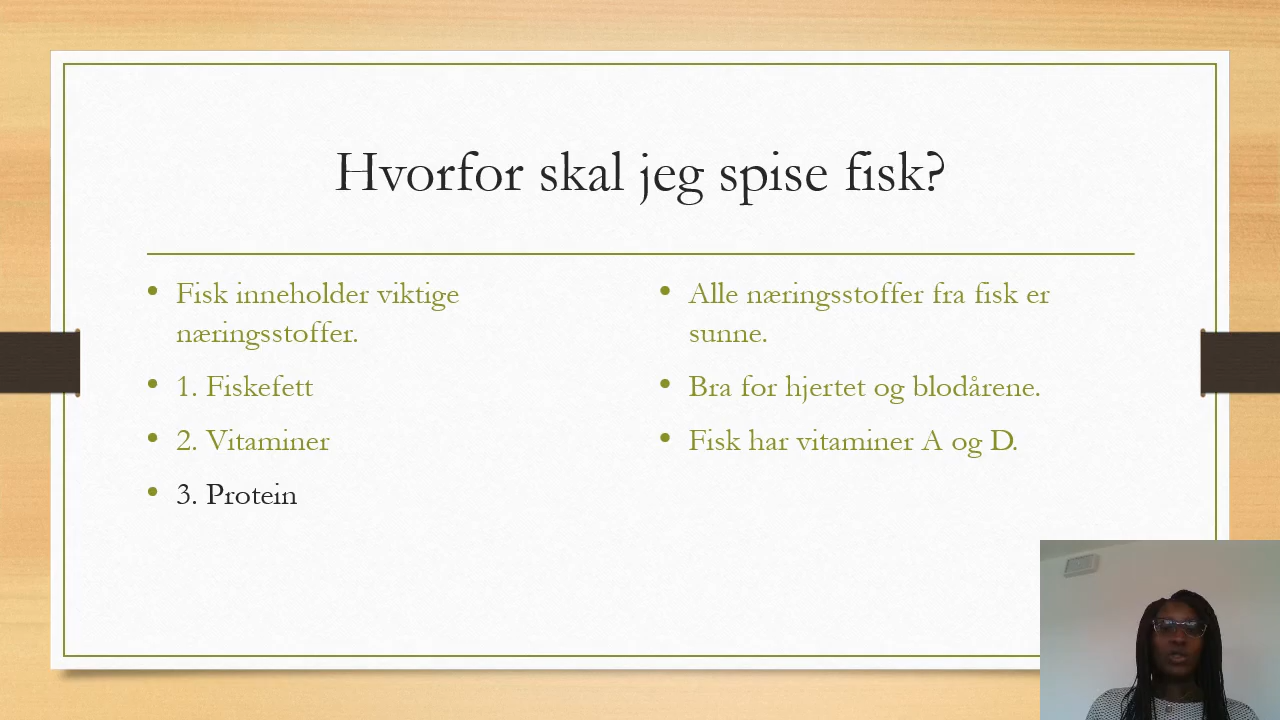 Hvorfor skal jeg spise fisk?
• Fisk inneholder viktige
næringsstoffer.
• 1. Fiskefett
• 2. Vitaminer
• 3. Protein
• Alle næringsstoffer fra fisk er
sunne.
• Bra for hjertet og blodårene.
• Fisk har vitaminer A og D.